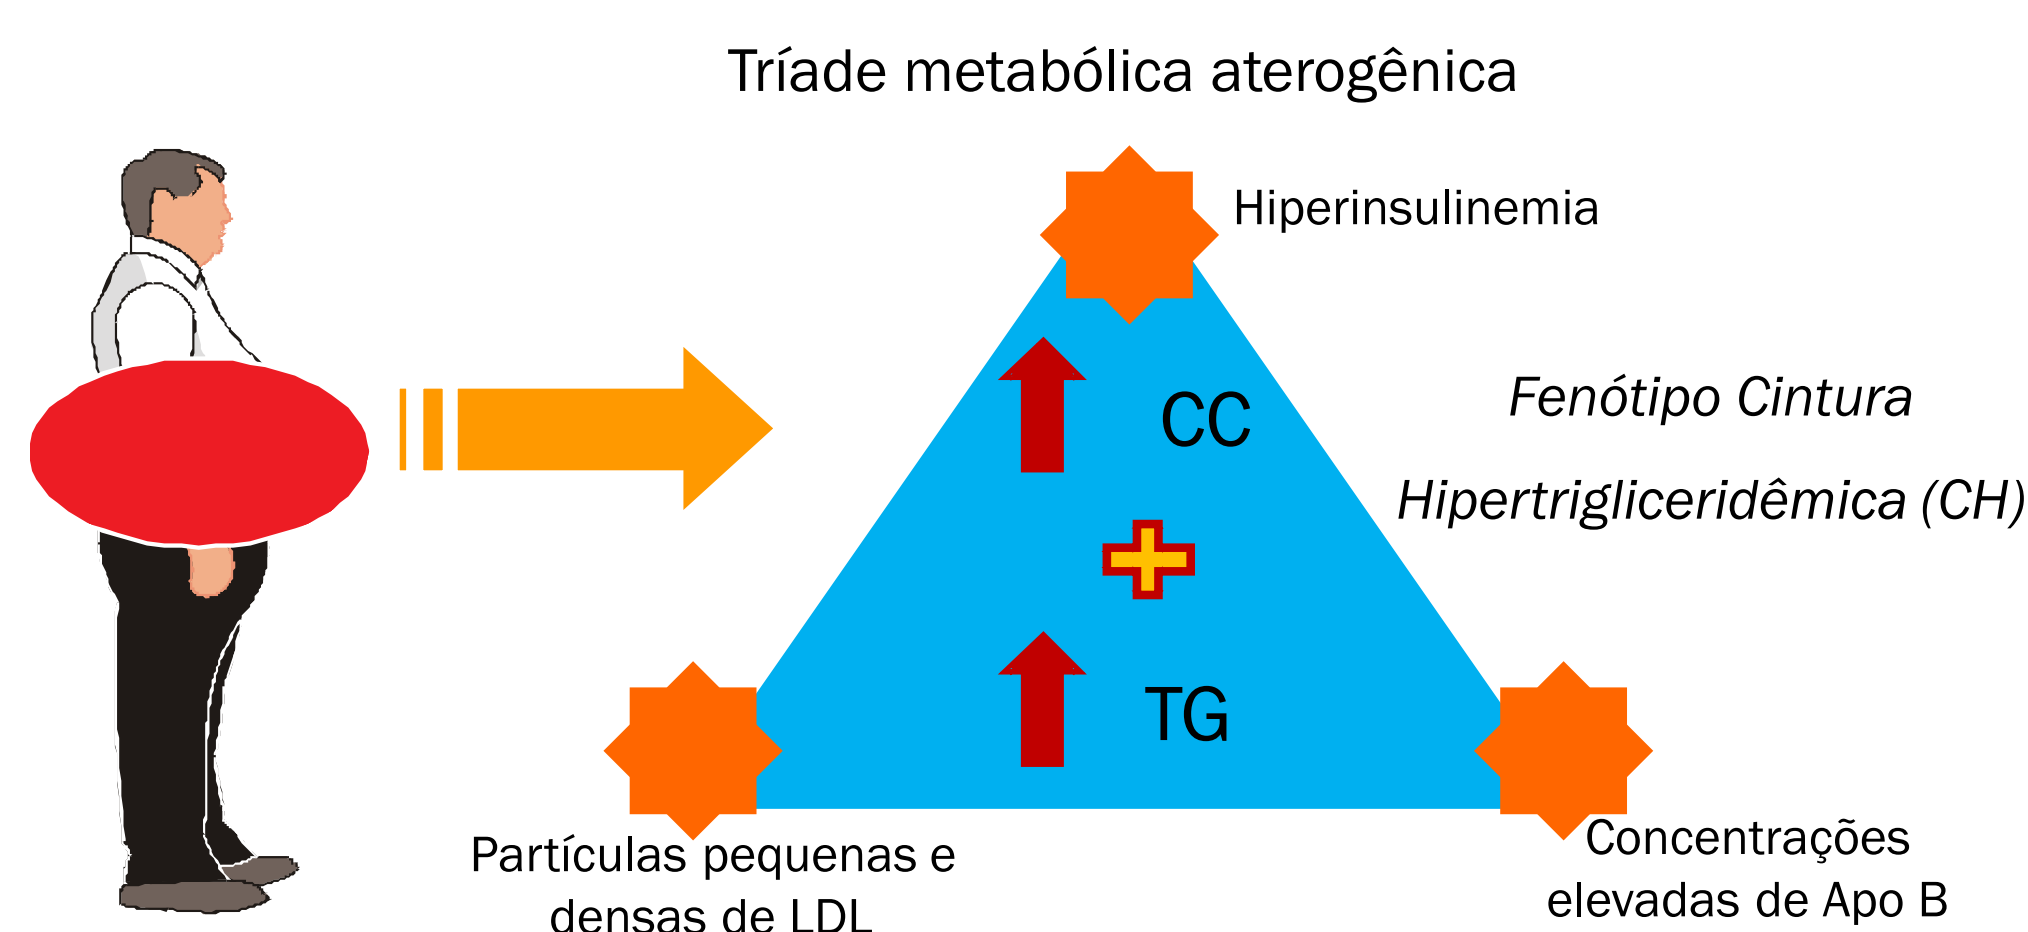 Tríade metabólica aterogênica
Hiperinsulinemia
CC
Fenótipo Cintura
Hipertrigliceridêmica (CH)
TG
Partículas pequenas e
densas de LDL
Concentrações
elevadas de Apo B